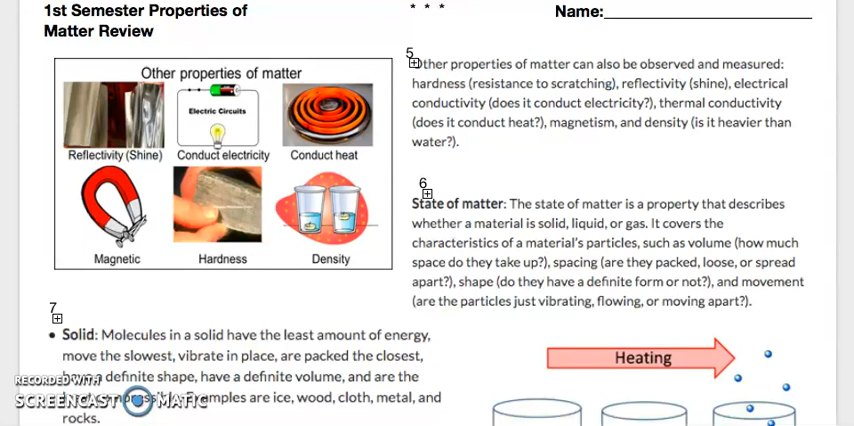 1st Semester Properties of
Matter Review
* * *
Name:
Other properties of matter
Electric Circuits
Reflectivity (Shine) Conduct electricity Conduct heat
Magnetic Hardness Density
5
Other properties of matter can also be observed and measured:
hardness (resistance to scratching), reflectivity (shine), electrical
conductivity (does it conduct electricity?), thermal conductivity
(does it conduct heat?), magnetism, and density (is it heavier than
water?).
6
State of matter: The state of matter is a property that describes
whether a material is solid, liquid, or gas. It covers the
characteristics of a material's particles, such as volume (how much
space do they take up?), spacing (are they packed, loose, or spread
apart?), shape (do they have a definite form or not?), and movement
(are the particles just vibrating, flowing, or moving apart?).
7
• Solid: Molecules in a solid have the least amount of energy,
move the slowest, vibrate in place, are packed the closest,
definite shape, have a definite volume, and are the
Examples are ice, wood, cloth, metal, and
rocks.
Heating
RECORDED WITH
SCREENCAST MATIC